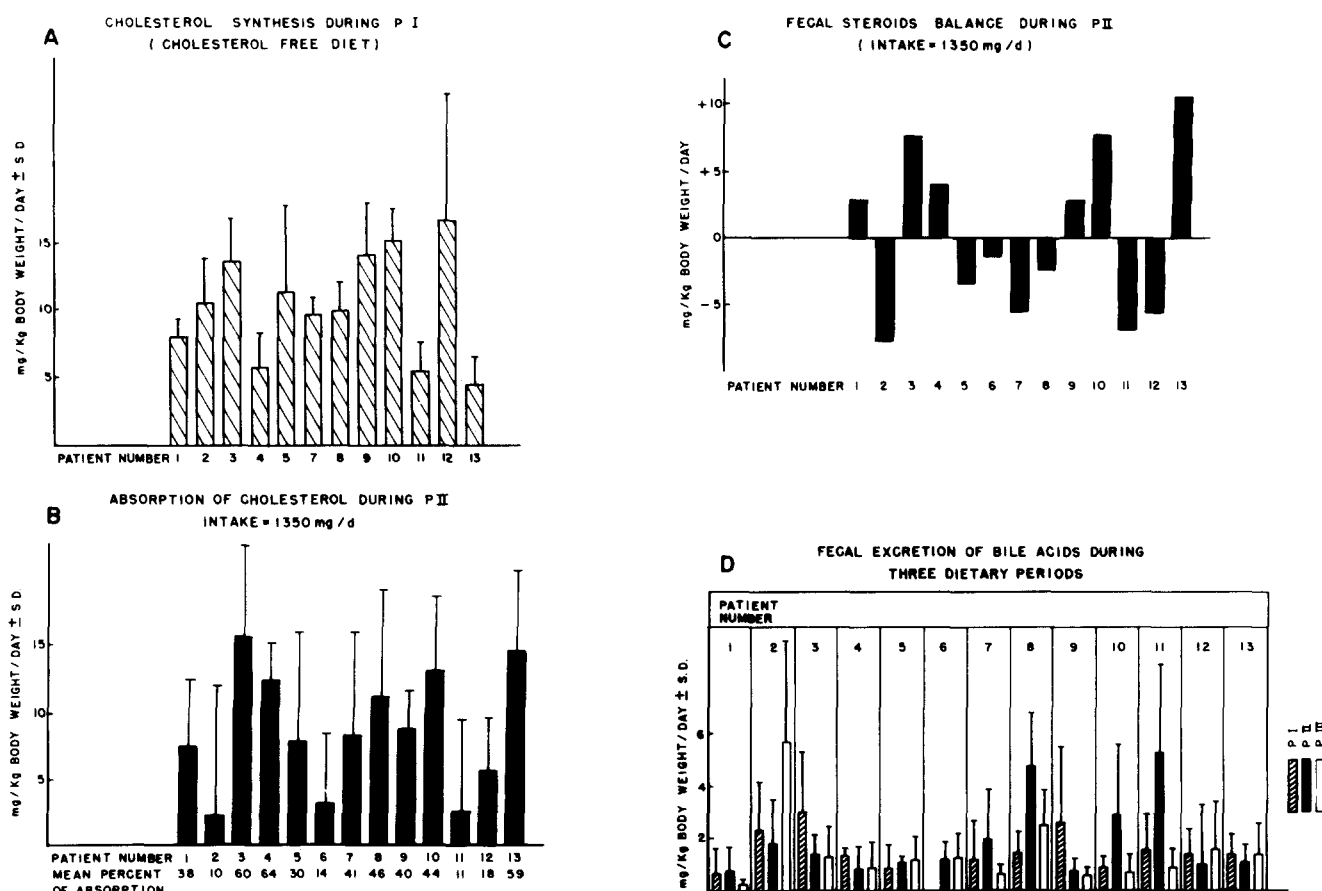 A
CHOLESTEROL SYNTHESIS DURING P I
( CHOLESTEROL FREE DIET )
mg/Kg BODY WEIGHT/DAY ± S D
15
10
5
PATIENT NUMBER 1 2 3 4 5 7 8 9 10 11 12 13
B
ABSORPTION OF CHOLESTEROL DURING P II
INTAKE = 1350 mg/d
mg/Kg BODY WEIGHT/DAY ± S D
15
10
5
PATIENT NUMBER 1 2 3 4 5 6 7 8 9 10 11 12 13
MEAN PERCENT 38 10 60 64 30 14 41 46 40 44 11 18 59
OF ABSORPTION
C
FECAL STEROIDS BALANCE DURING P II
( INTAKE = 1350 mg/d )
mg/Kg BODY WEIGHT/DAY
+10
+5
0
-5
PATIENT NUMBER 1 2 3 4 5 6 7 8 9 10 11 12 13
D
FECAL EXCRETION OF BILE ACIDS DURING
THREE DIETARY PERIODS
PATIENT
NUMBER
1 2 3 4 5 6 7 8 9 10 11 12 13
mg/Kg BODY WEIGHT/DAY ± S.D.
6
4
2
P I
P II
P III